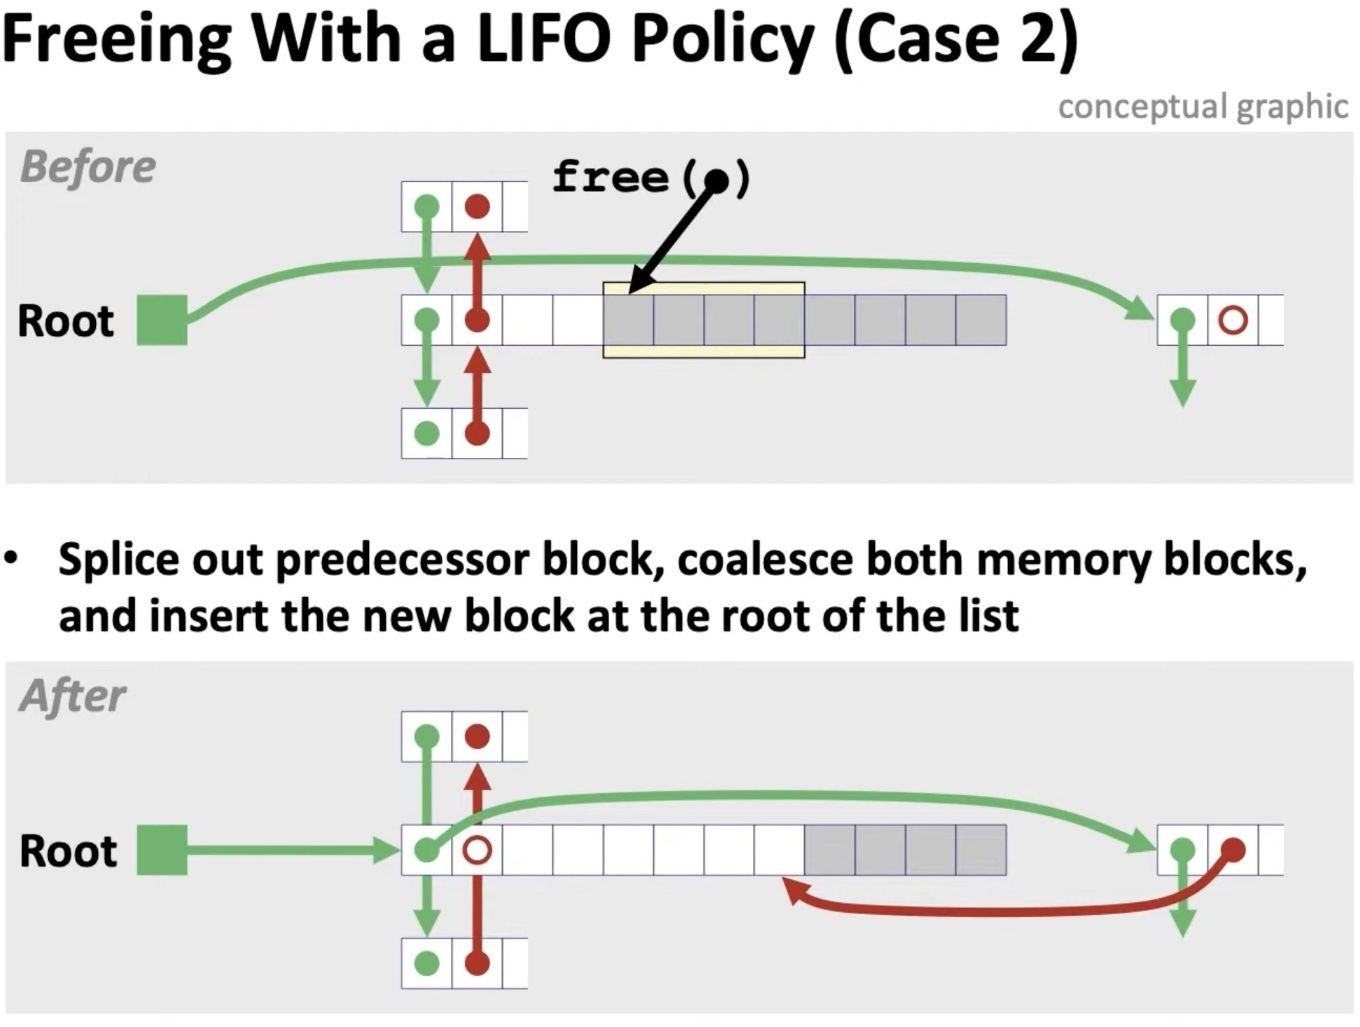 Freeing With a LIFO Policy (Case 2)
conceptual graphic
Before
free(●)
Root
• Splice out predecessor block, coalesce both memory blocks,
and insert the new block at the root of the list
After
Root